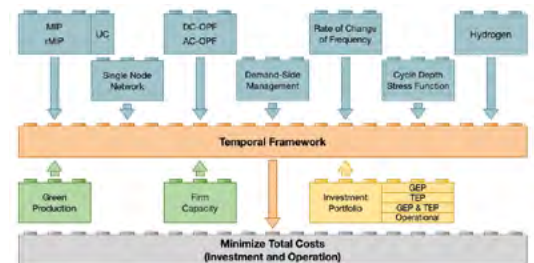 MIP
rMIP
UC
DC-OPF
AC-OPF
Rate of Change
of Frequency
Hydrogen
Single Node
Network
Demand-Side
Management
Cycle Depth
Stress Function
Temporal Framework
Green
Production
Firm
Capacity
Investment
Portfolio
GEP
TEP
GEP & TEP
Operational
Minimize Total Costs
(Investment and Operation)